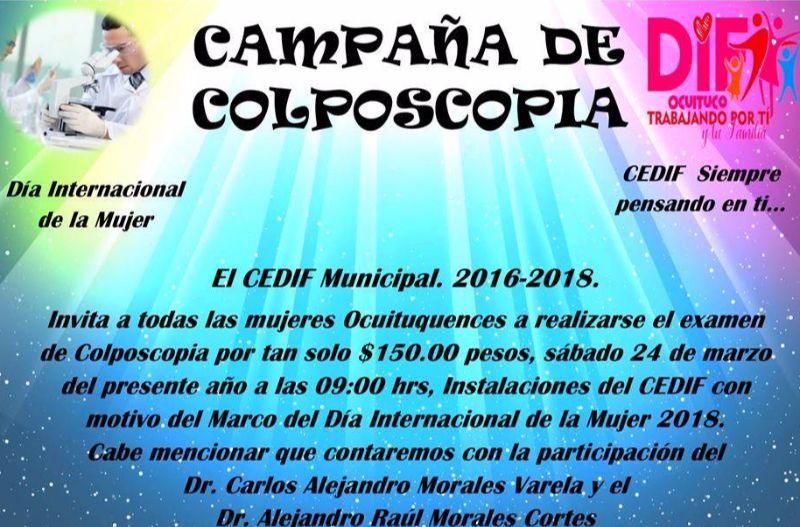 CAMPAÑA DE
COLPOSCOPIA
DIF
OCUITUCO
TRABAJANDO POR TÍ
y tu Familia
Día Internacional
de la Mujer
CEDIF Siempre
pensando en ti...
El CEDIF Municipal. 2016-2018.
Invita a todas las mujeres Ocuituquences a realizarse el examen
de Colposcopia por tan solo $150.00 pesos, sábado 24 de marzo
del presente año a las 09:00 hrs, Instalaciones del CEDIF con
motivo del Marco del Día Internacional de la Mujer 2018.
Cabe mencionar que contaremos con la participación del
Dr. Carlos Alejandro Morales Varela y el
Dr. Alejandro Raúl Morales Cortes